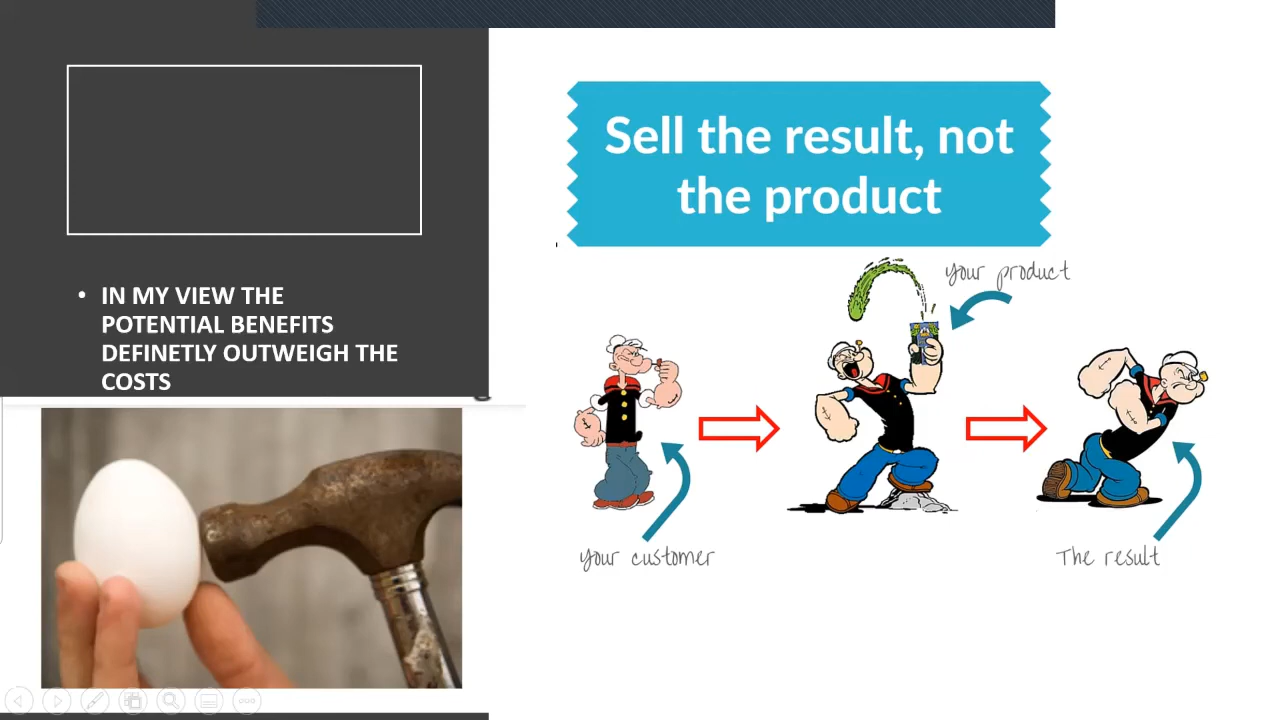 Sell the result, not
the product
• IN MY VIEW THE
POTENTIAL BENEFITS
DEFINETLY OUTWEIGH THE
COSTS
your product
your customer
The result